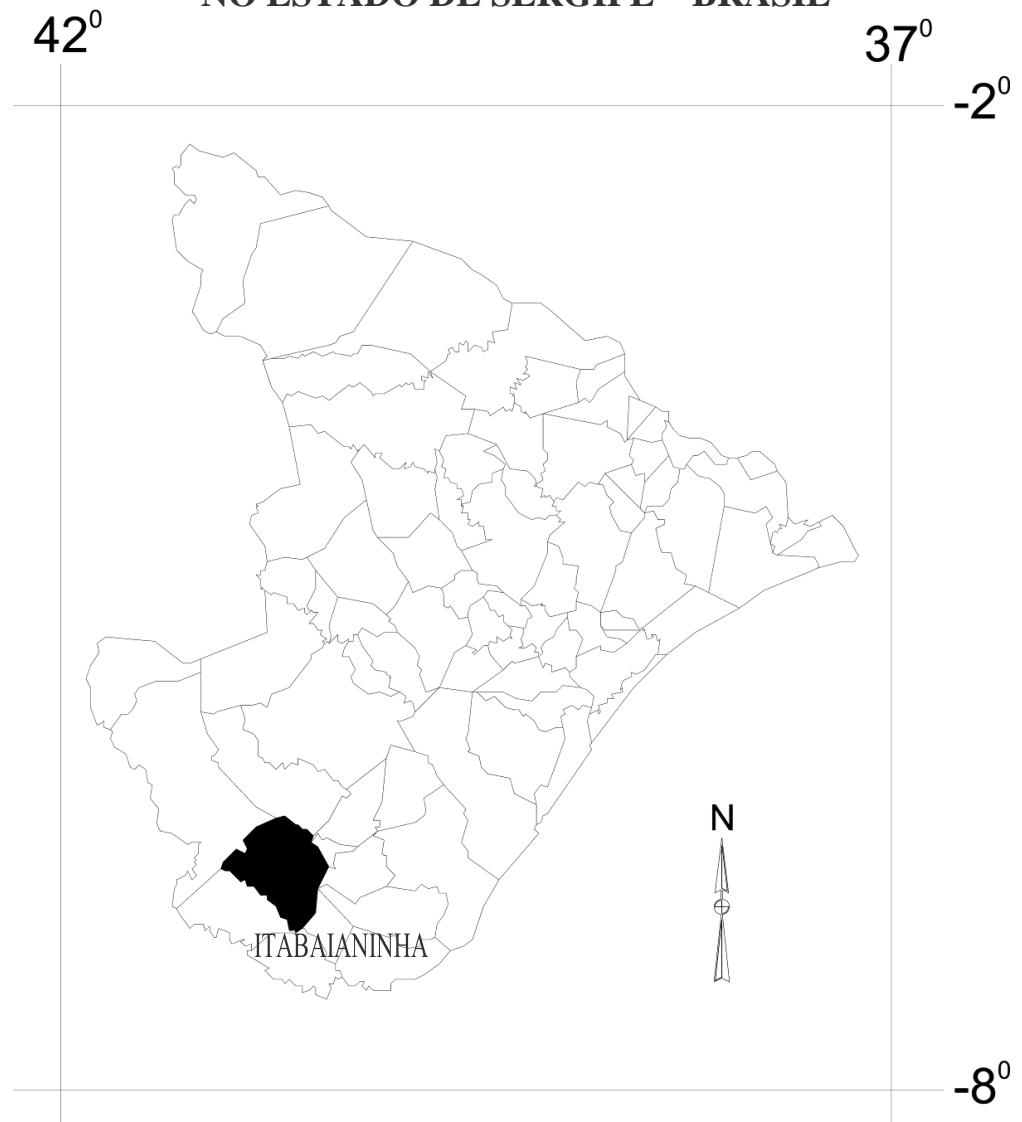 NO ESTADO DE SERGIPE - BRASIL
42⁰
37⁰
-2⁰
N
ITABAIANINHA
-8⁰